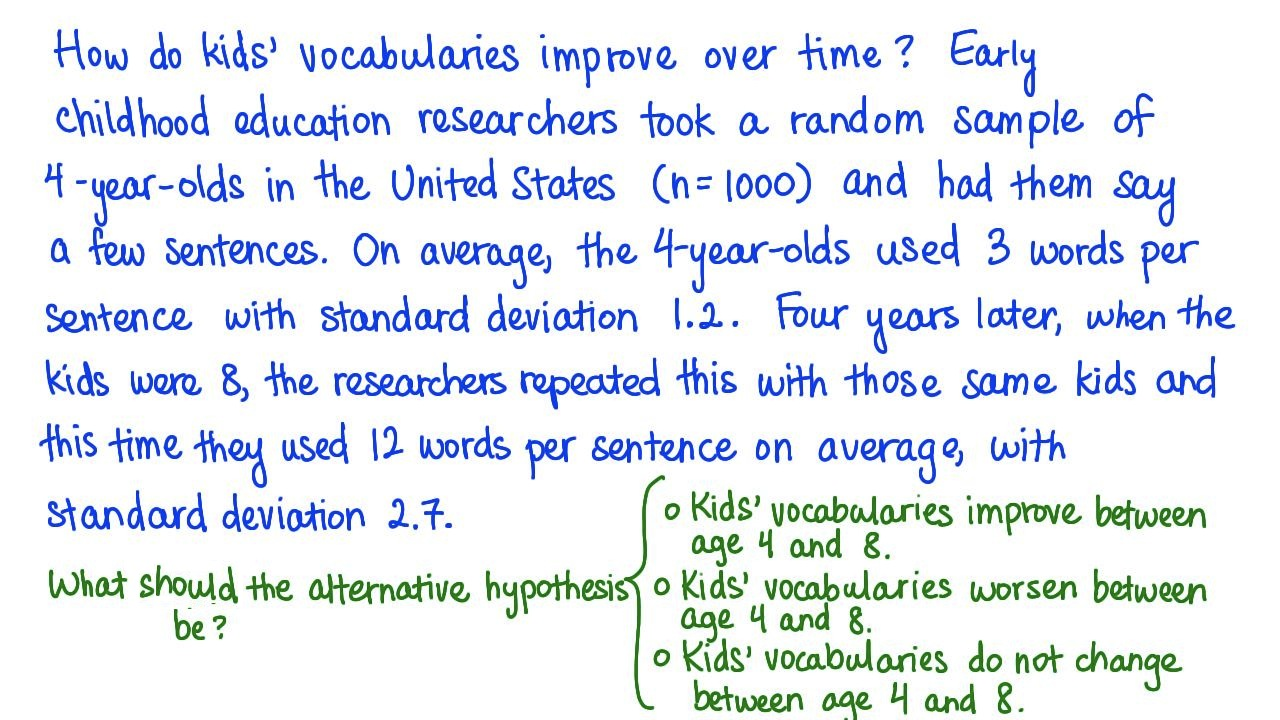 How do kids' vocabularies improve over time? Early
childhood education researchers took a random sample of
4-year-olds in the United States (n=1000) and had them say
a few sentences. On average, the 4-year-olds used 3 words per
sentence with standard deviation 1.2. Four years later, when the
kids were 8, the researchers repeated this with those same kids and
this time they used 12 words per sentence on average, with
standard deviation 2.7.
What should the alternative hypothesis
be?
o Kids' vocabularies improve between
age 4 and 8.
o Kids' vocabularies worsen between
age 4 and 8.
o Kids' vocabularies do not change
between age 4 and 8.